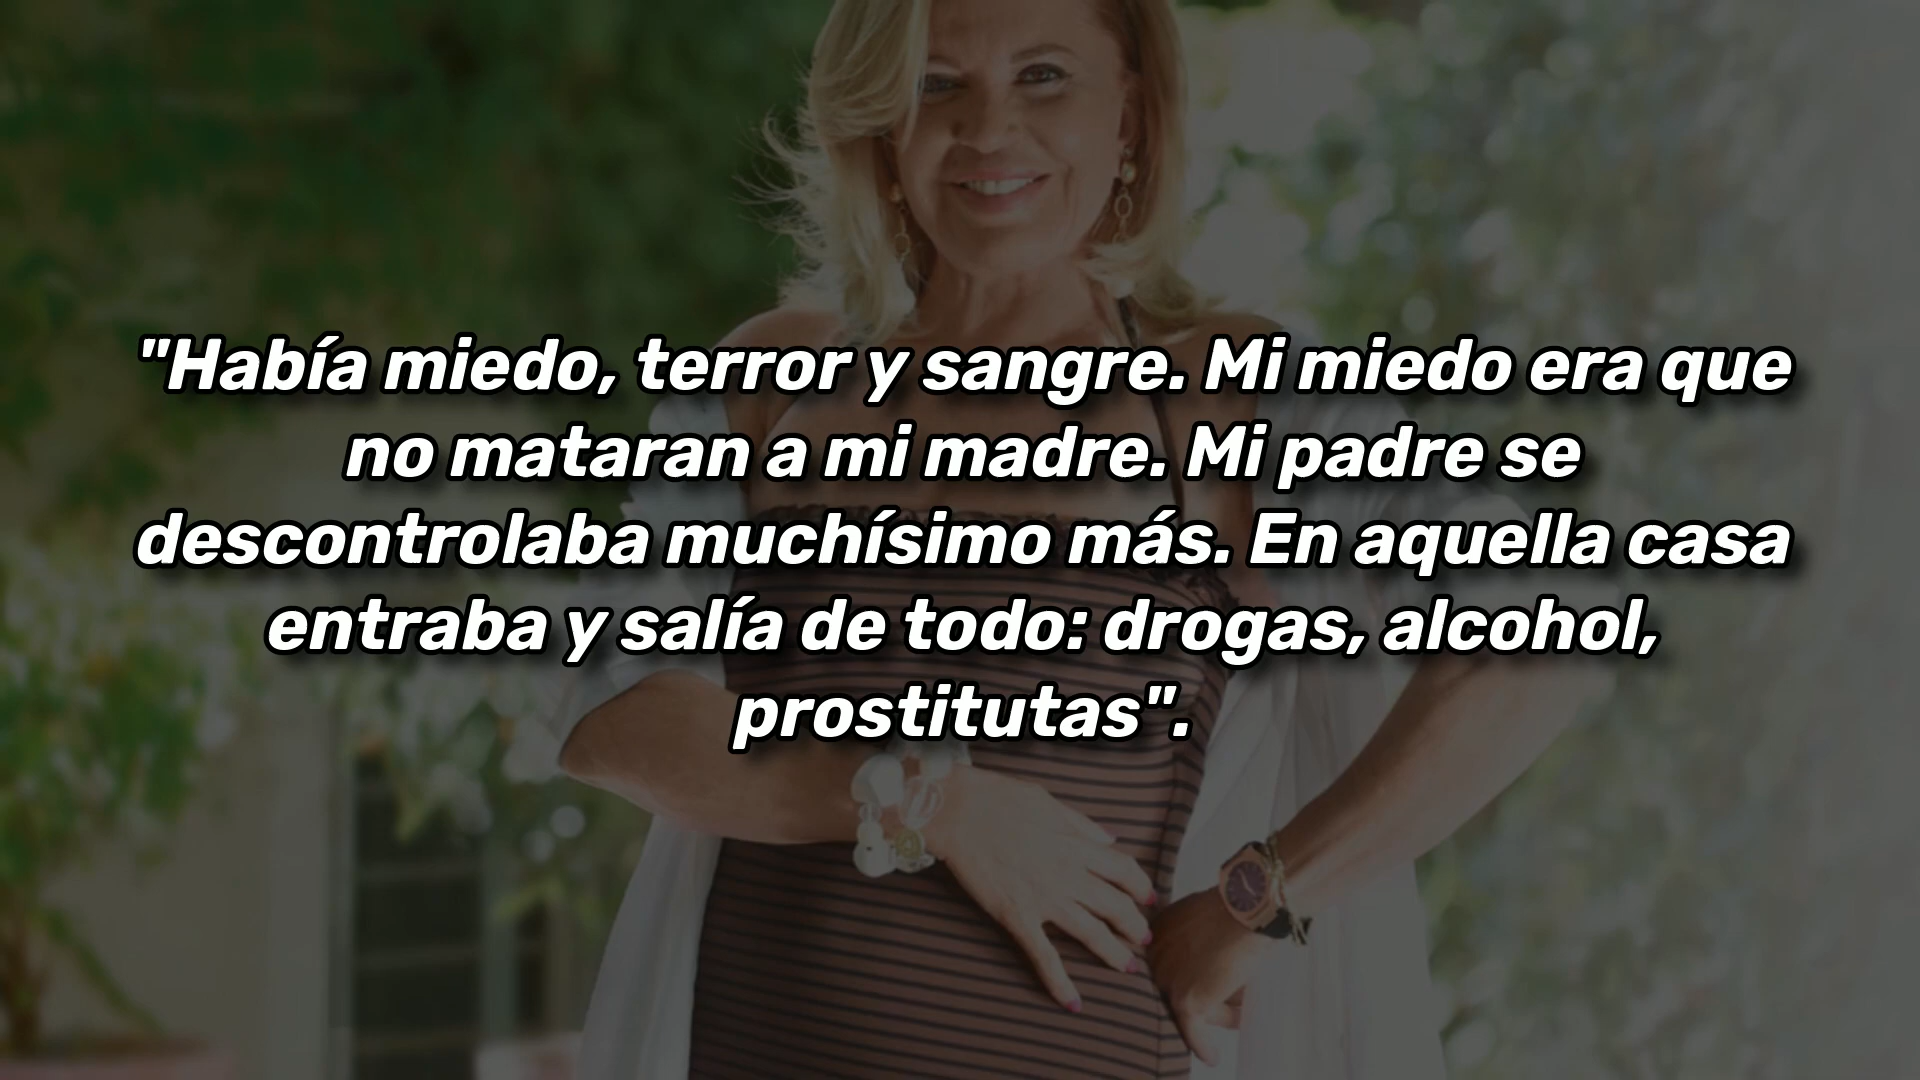 "Había miedo, terror y sangre. Mi miedo era que
no mataran a mi madre. Mi padre se
descontrolaba muchísimo más. En aquella casa
entraba y salía de todo: drogas, alcohol,
prostitutas".